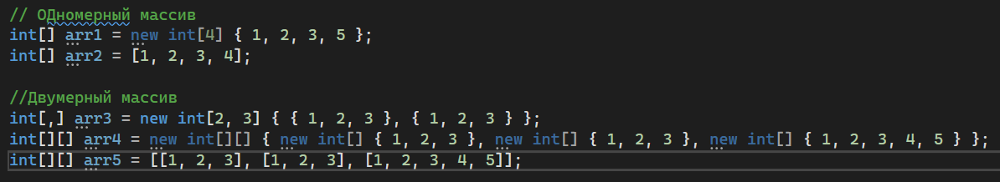 // ОДномерный массив
int[] arr1 = new int[4] { 1, 2, 3, 5 };
int[] arr2 = [1, 2, 3, 4];
//Двумерный массив
int[,] arr3 = new int[2, 3] { { 1, 2, 3 }, { 1, 2, 3 } };
int[][] arr4 = new int[][] { new int[] { 1, 2, 3 }, new int[] { 1, 2, 3 }, new int[] { 1, 2, 3, 4, 5 } };
int[][] arr5 = [[1, 2, 3], [1, 2, 3], [1, 2, 3, 4, 5]];